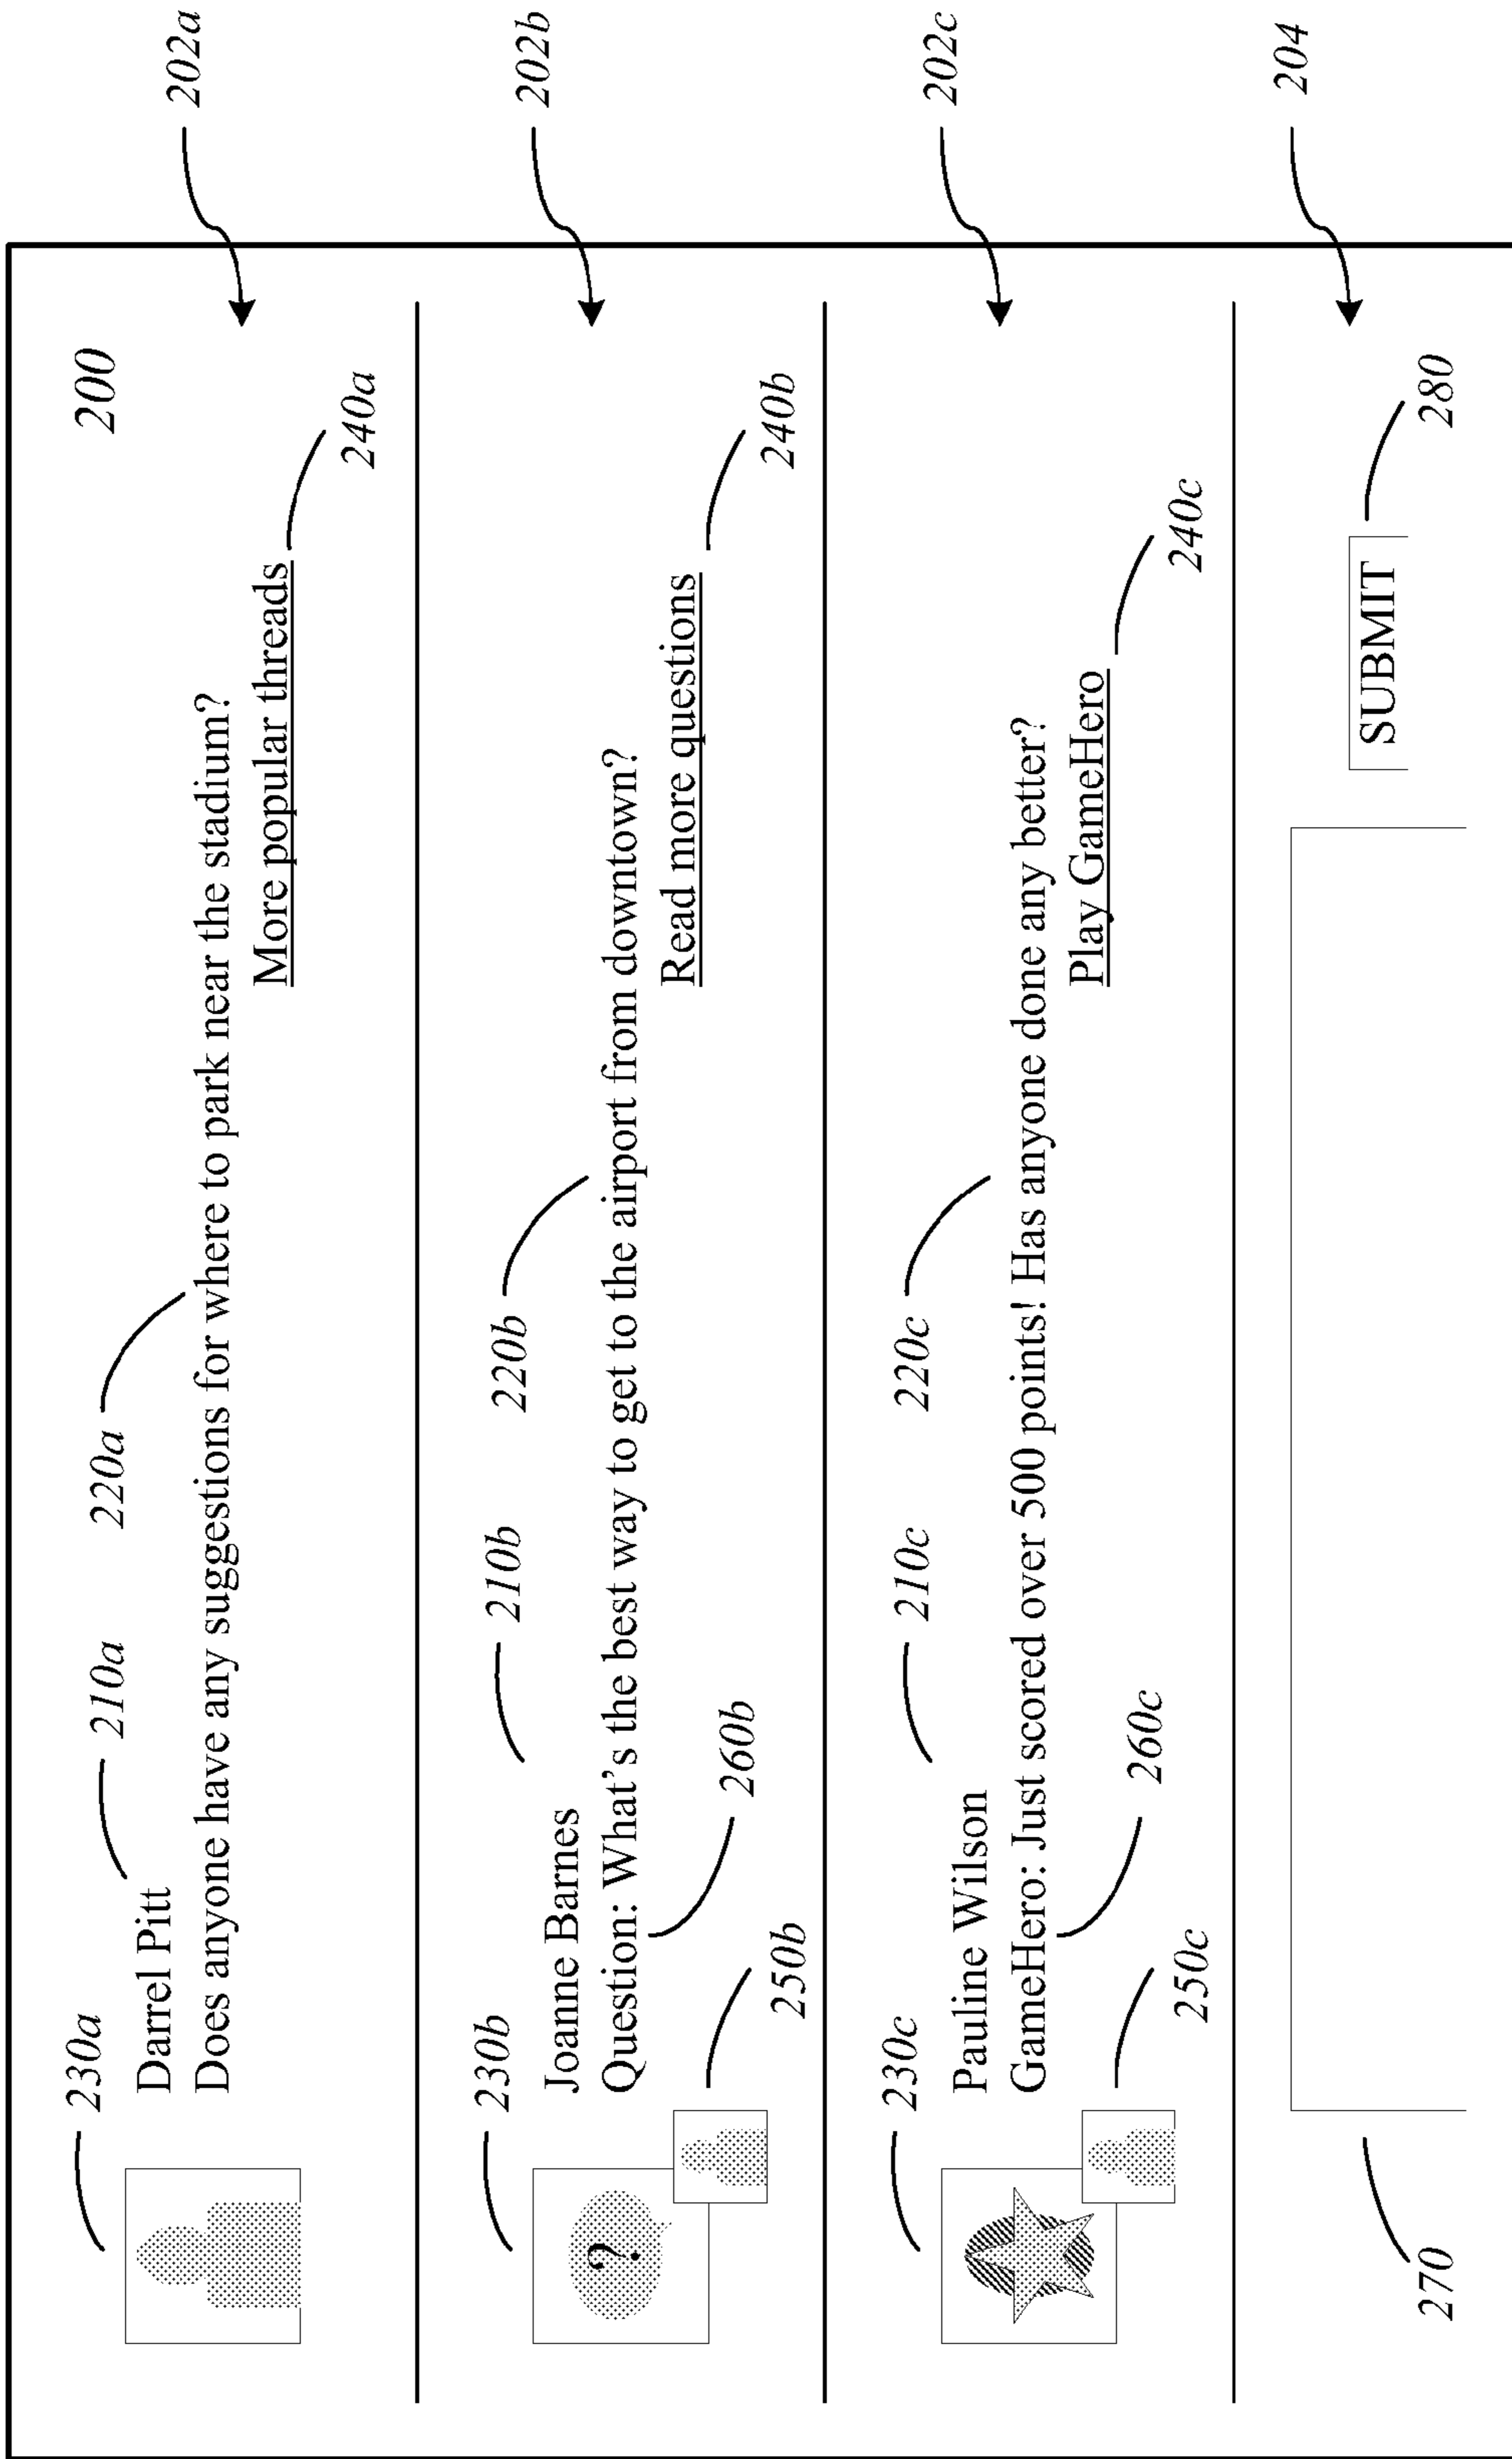 200
202a
230a
210a
220a
Darrel Pitt
Does anyone have any suggestions for where to park near the stadium?
More popular threads
240a
202b
230b
210b
220b
Joanne Barnes
?
Question: What's the best way to get to the airport from downtown?
Read more questions
260b
250b
240b
202c
230c
210c
220c
Pauline Wilson
GameHero: Just scored over 500 points! Has anyone done any better?
Play GameHero
260c
250c
240c
204
SUBMIT
270
280